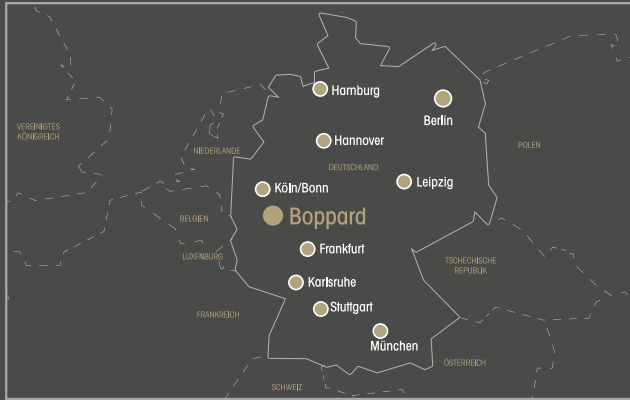 Hamburg
Berlin
VEREINIGTES
KÖNIGREICH
Hannover
POLEN
NIEDERLANDE
DEUTSCHLAND
Leipzig
Köln/Bonn
Boppard
BELGIEN
Frankfurt
LUXENBURG
TSCHECHISCHE
REPUBLIK
Karlsruhe
Stuttgart
FRANKREICH
München
ÖSTERREICH
SCHWEIZ